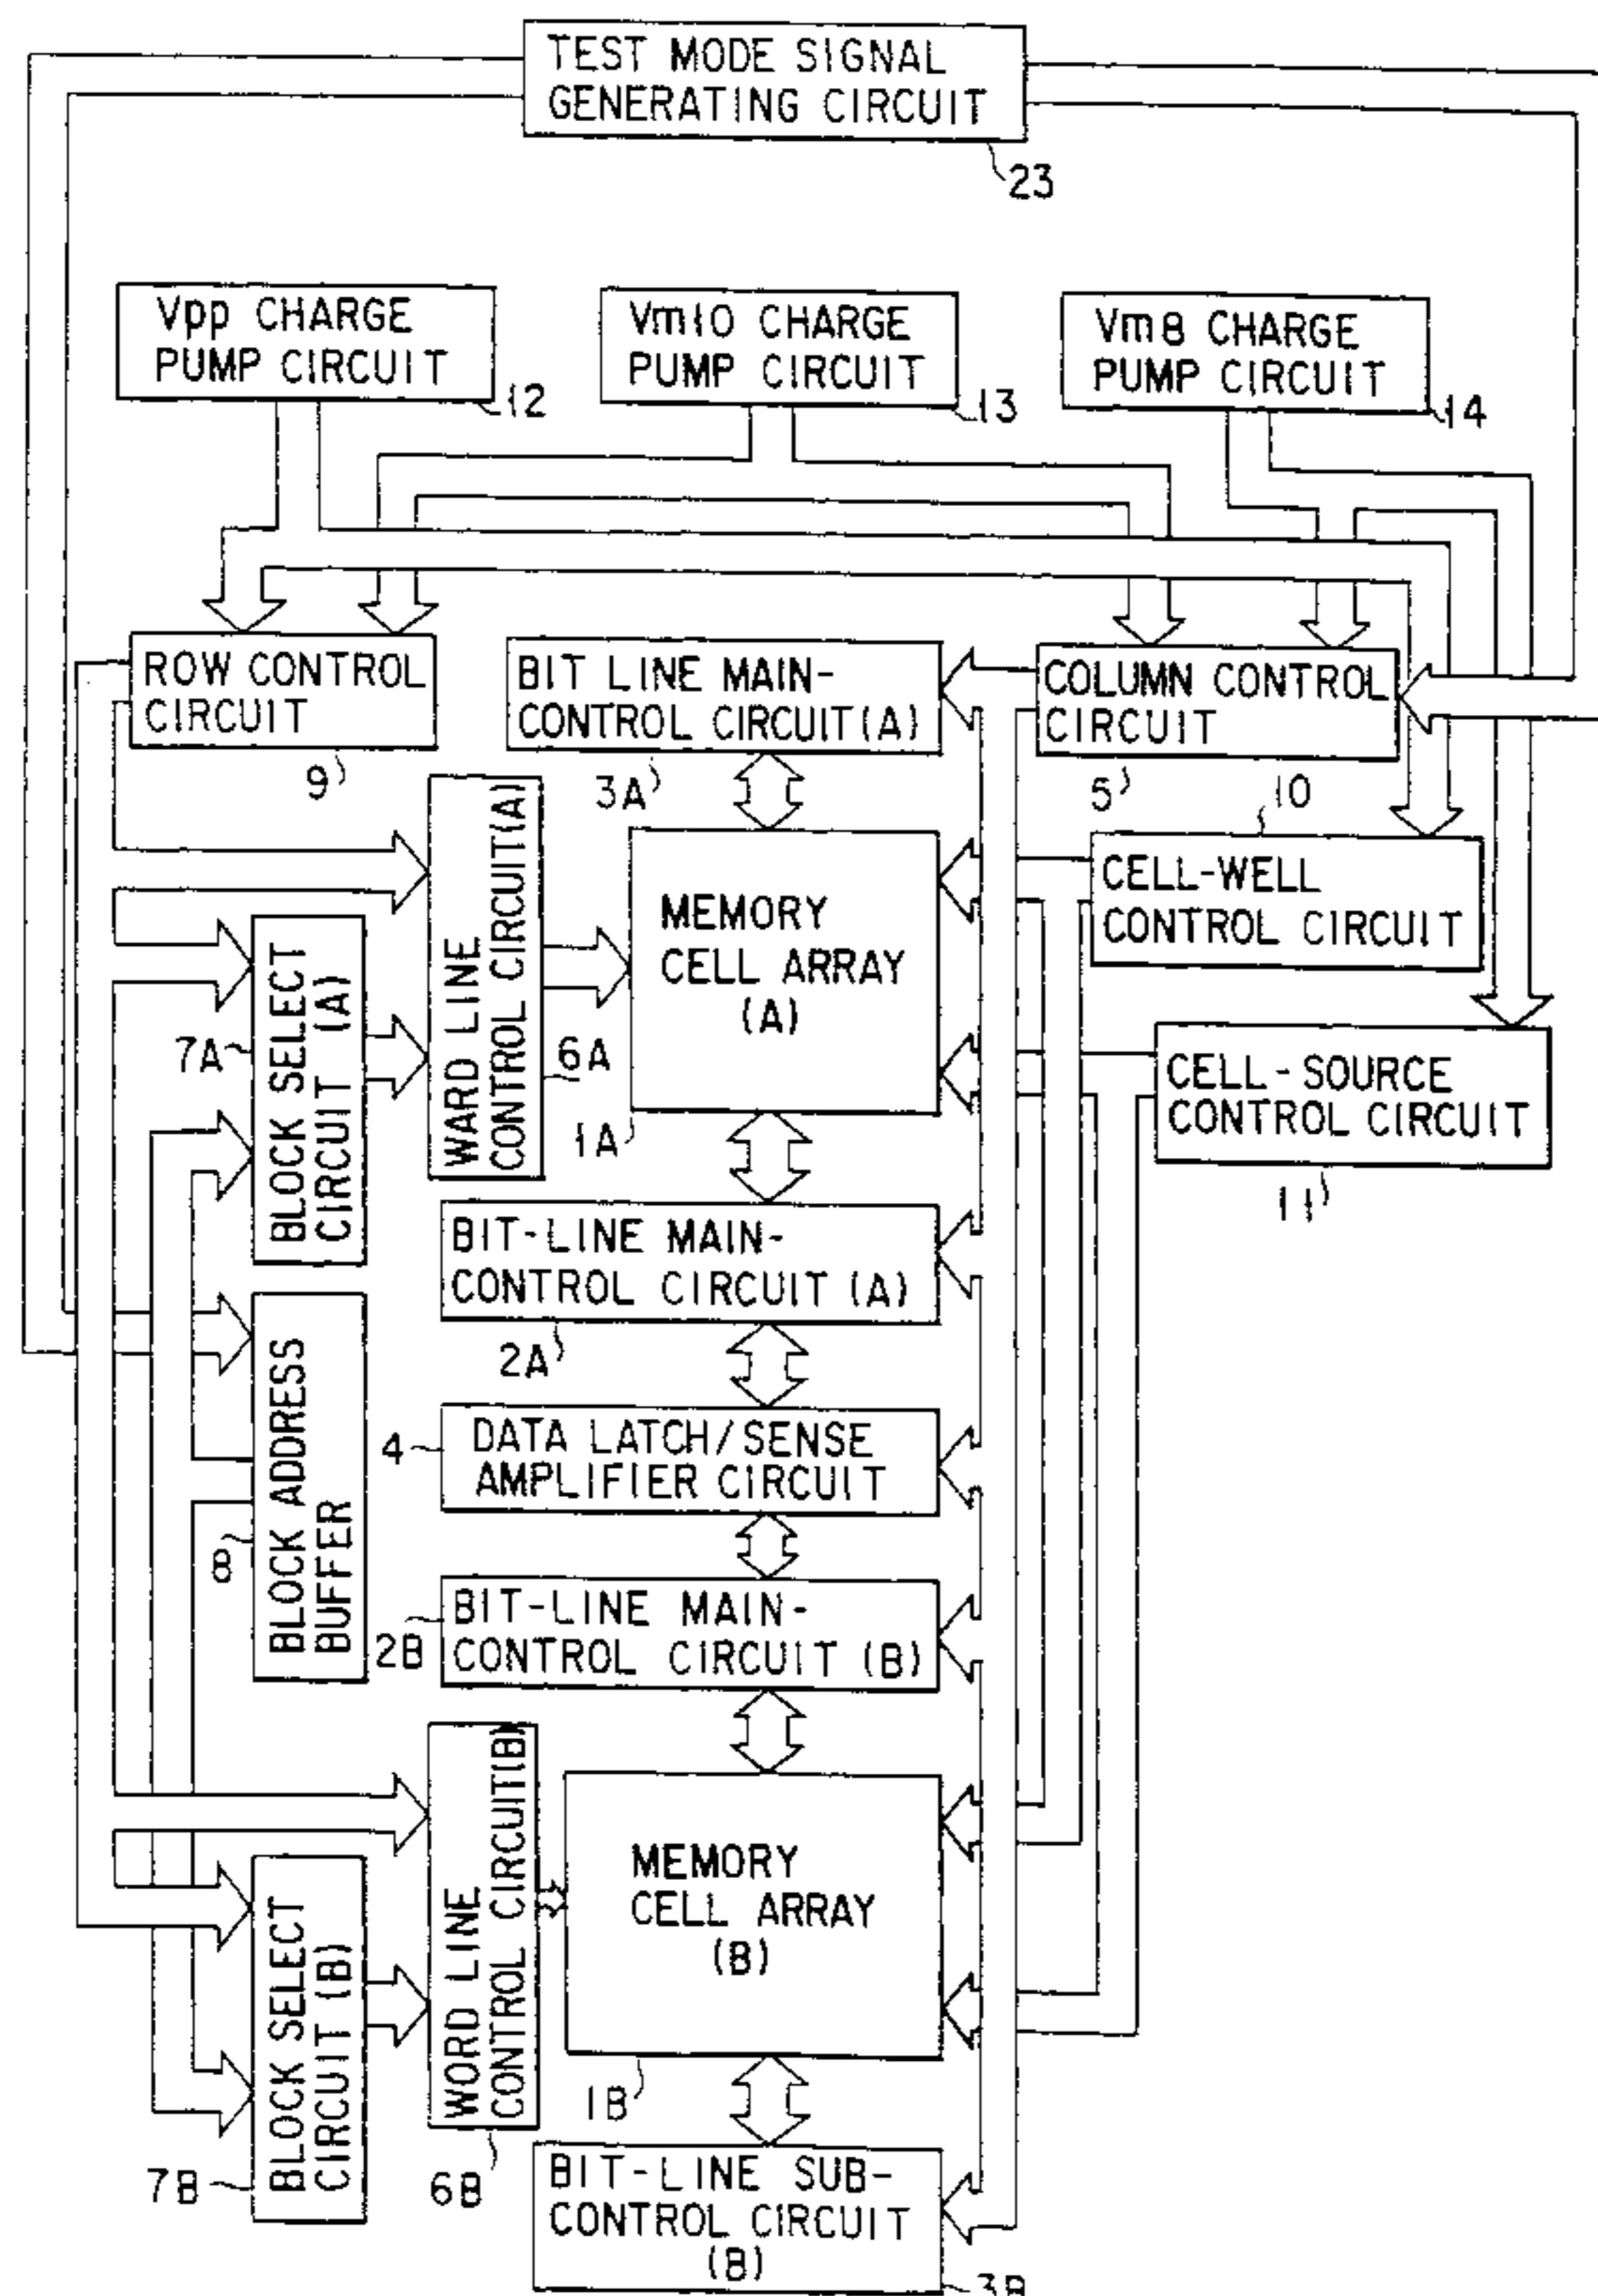 TEST MODE SIGNAL
GENERATING CIRCUIT
23
Vpp CHARGE
PUMP CIRCUIT
12
Vm10 CHARGE
PUMP CIRCUIT
13
Vm8 CHARGE
PUMP CIRCUIT
14
ROW CONTROL
CIRCUIT
9
BIT LINE MAIN-
CONTROL CIRCUIT (A)
3A
COLUMN CONTROL
CIRCUIT
5
10
CELL-WELL
CONTROL CIRCUIT
WARD LINE
CONTROL CIRCUIT(A)
6A
MEMORY
CELL ARRAY
(A)
1A
BLOCK SELECT
CIRCUIT (A)
7A
CELL-SOURCE
CONTROL CIRCUIT
11
BIT-LINE MAIN-
CONTROL CIRCUIT (A)
2A
BLOCK ADDRESS
BUFFER
8
4
DATA LATCH/SENSE
AMPLIFIER CIRCUIT
BIT-LINE MAIN-
CONTROL CIRCUIT (B)
2B
WORD LINE
CONTROL CIRCUIT(B)
6B
MEMORY
CELL ARRAY
(B)
1B
BLOCK SELECT
CIRCUIT (B)
7B
BIT-LINE SUB-
CONTROL CIRCUIT
(B)
3B